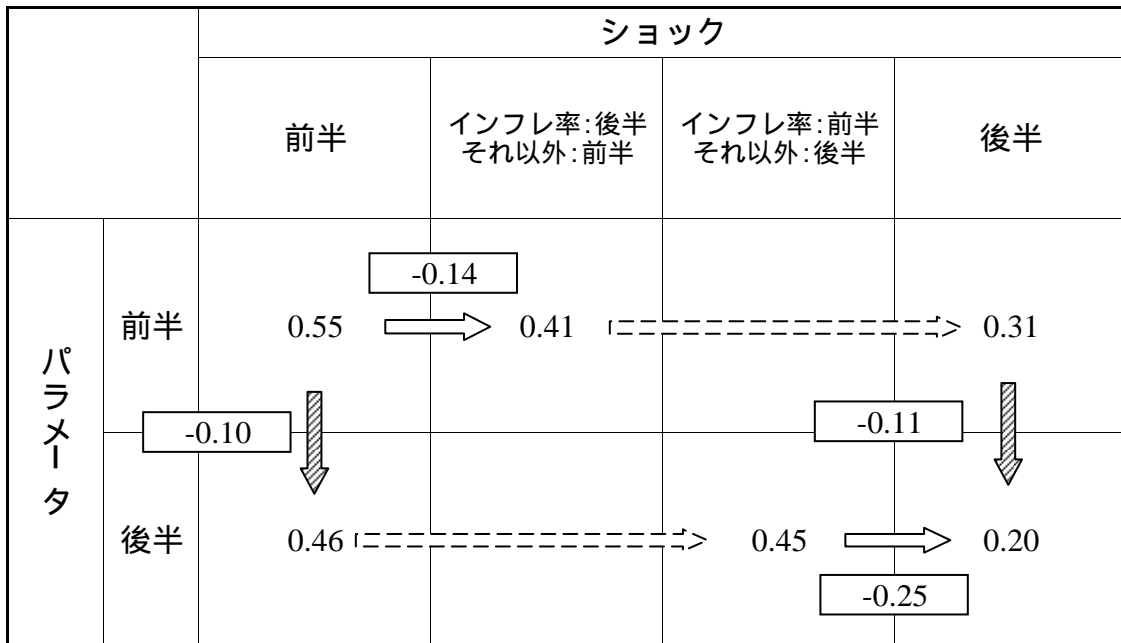 ショック
前半
インフレ率:後半
それ以外:前半
インフレ率:前半
それ以外:後半
後半
パラメータ
前半
-0.14
0.55
0.41
0.31
-0.10
-0.11
後半
0.46
0.45
0.20
-0.25